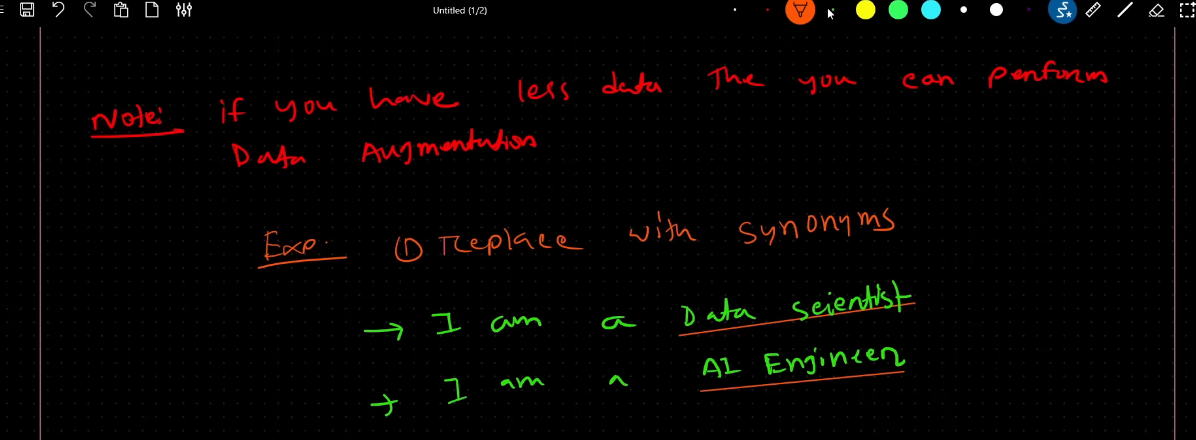 Untitled (1/2)
Note: if you have less data The you can perform
Data Augmentation
Exp. ① Replace with synonyms
→ I am a Data Scientist
→ I am a AI Engineer